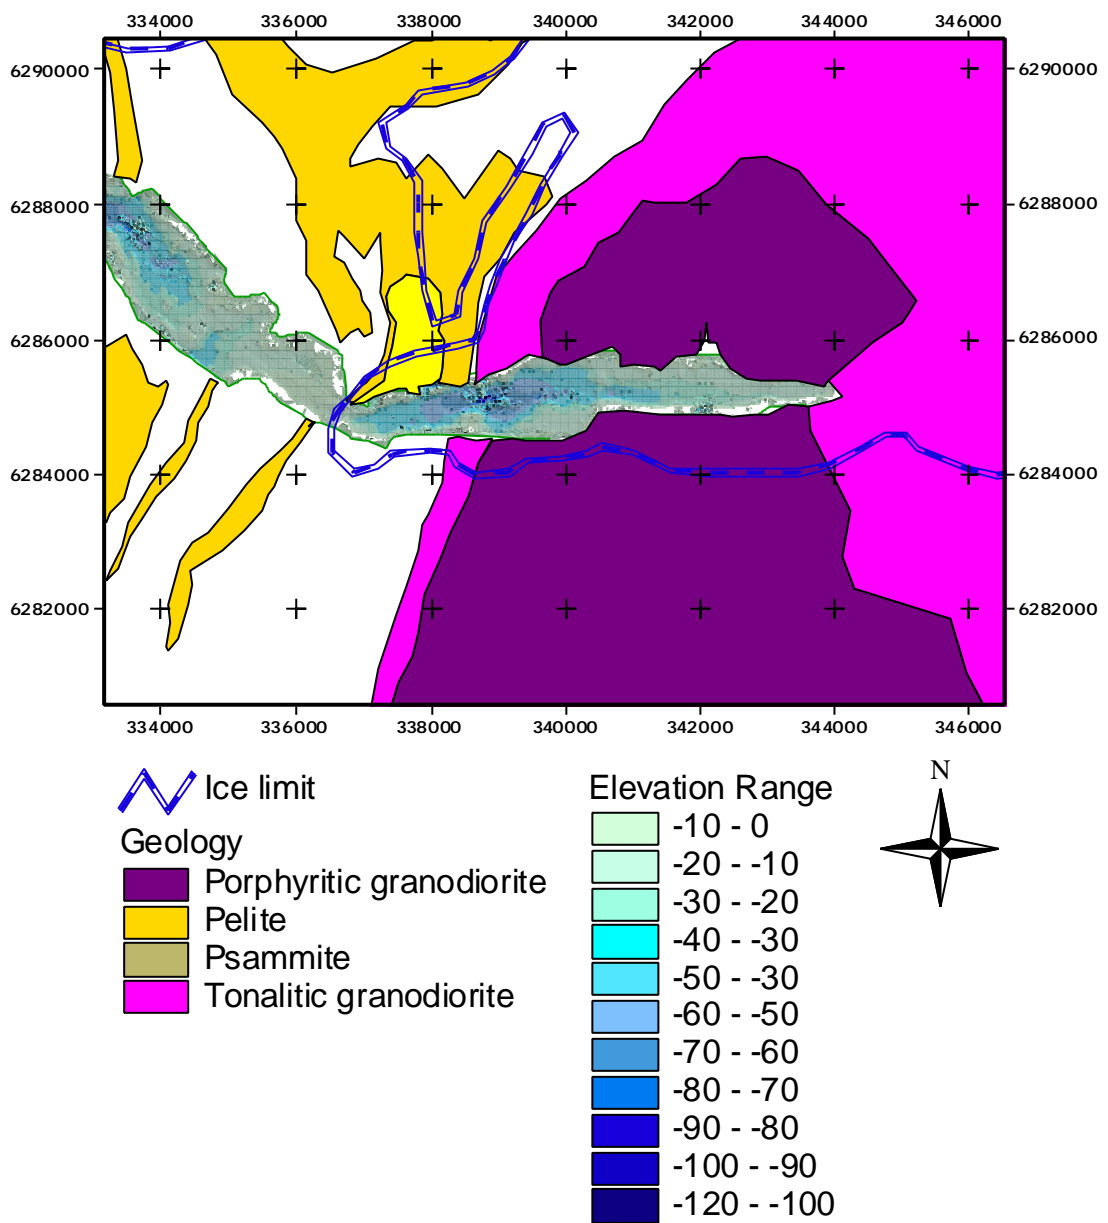 334000 336000 338000 340000 342000 344000 346000
6290000 6290000
6288000 6288000
6286000 6286000
6284000 6284000
6282000 6282000
334000 336000 338000 340000 342000 344000 346000
Ice limit
Geology
Porphyritic granodiorite
Pelite
Psammite
Tonalitic granodiorite
Elevation Range
-10 - 0
-20 - -10
-30 - -20
-40 - -30
-50 - -30
-60 - -50
-70 - -60
-80 - -70
-90 - -80
-100 - -90
-120 - -100
N